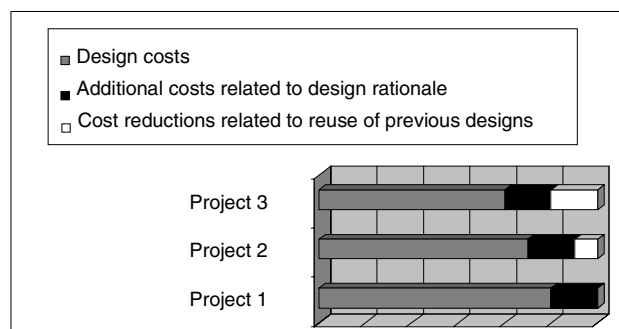 Design costs
Additional costs related to design rationale
Cost reductions related to reuse of previous designs
Project 3
Project 2
Project 1